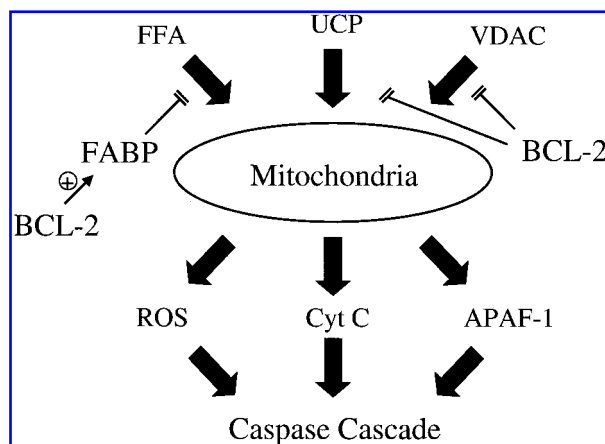 FFA
UCP
VDAC
FABP
Mitochondria
BCL-2
⊕
BCL-2
ROS
Cyt C
APAF-1
Caspase Cascade